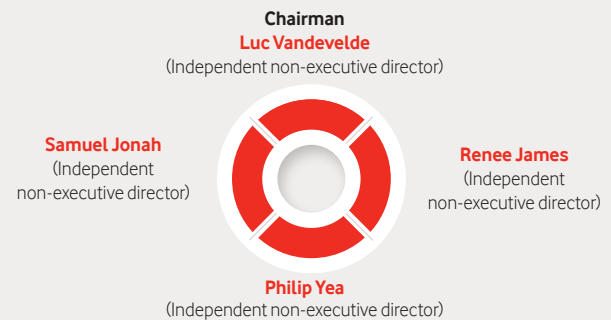 Chairman
Luc Vandevelde
(Independent non-executive director)
Samuel Jonah
(Independent
non-executive director)
Renee James
(Independent
non-executive director)
Philip Yea
(Independent non-executive director)